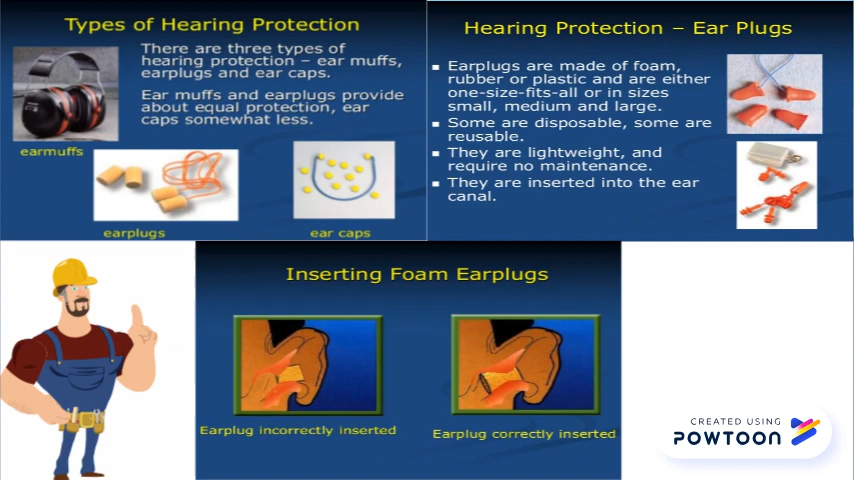 Types of Hearing Protection
There are three types of
hearing protection – ear muffs,
earplugs and ear caps.
Ear muffs and earplugs provide
about equal protection, ear
caps somewhat less.
earmuffs
earplugs
ear caps
Hearing Protection – Ear Plugs
Earplugs are made of foam,
rubber or plastic and are either
one-size-fits-all or in sizes
small, medium and large.
Some are disposable, some are
reusable.
They are lightweight, and
require no maintenance.
They are inserted into the ear
canal.
Inserting Foam Earplugs
Earplug incorrectly inserted
Earplug correctly inserted
CREATED USING
POWTOON